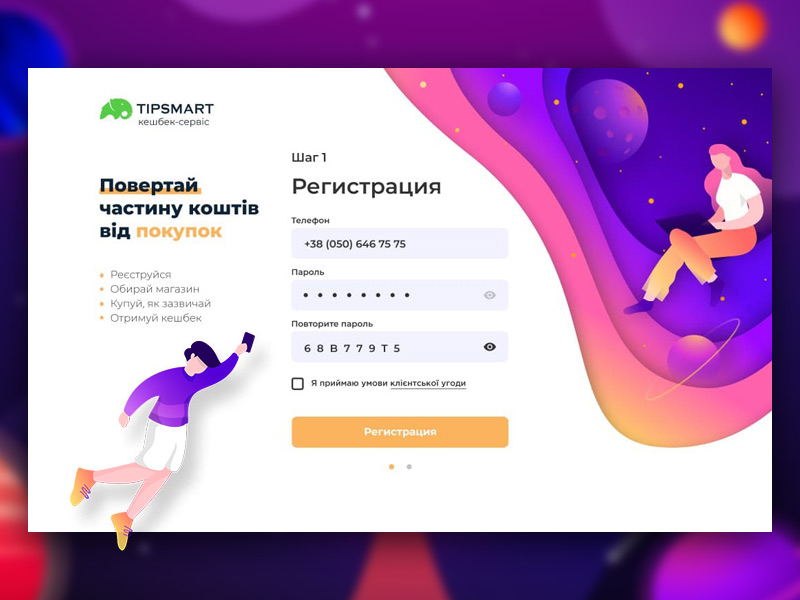 TIPSMART
кешбек-сервіс
Повертай
частину коштів
від покупок
Реєструйся
Обирай магазин
Купуй, як зазвичай
Отримуй кешбек
Шаг 1
Регистрация
Телефон
+38 (050) 646 75 75
Пароль
• • • • • • • •
Повторите пароль
6 8 B 7 7 9 T 5
Я приймаю умови клієнтської угоди
Регистрация